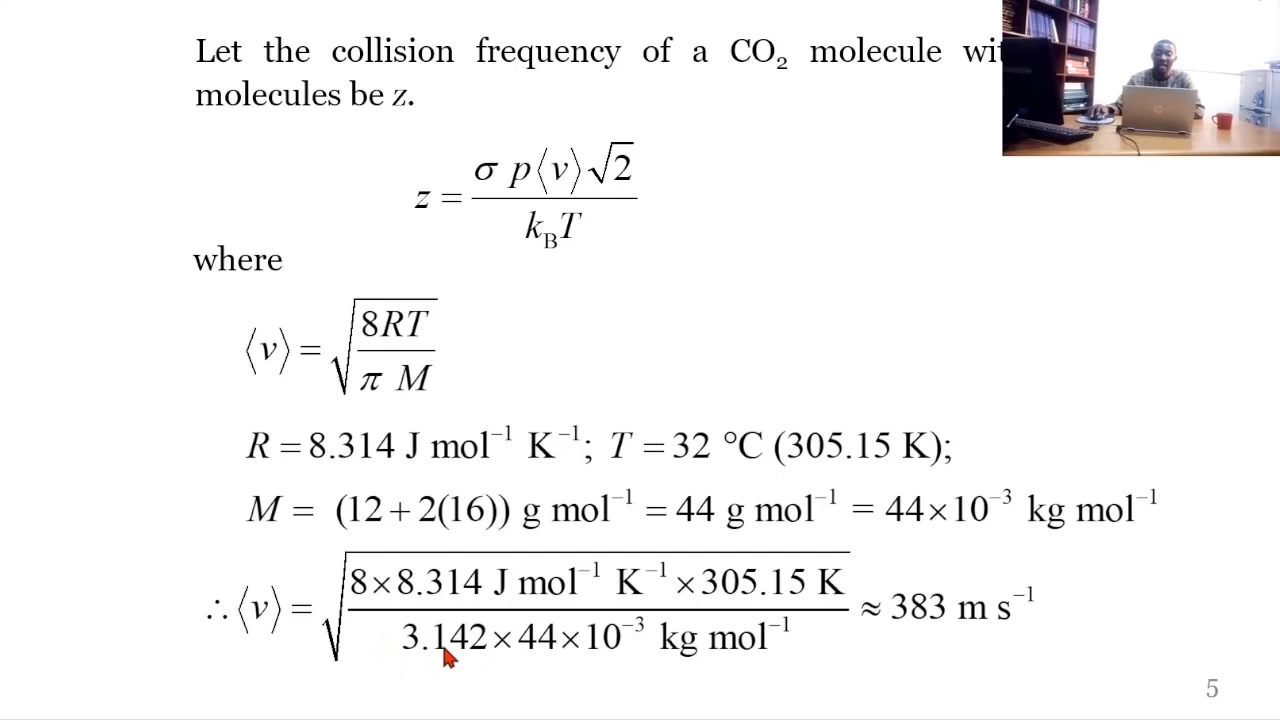 Let the collision frequency of a CO₂ molecule
molecules be z.
z = σ p⟨v⟩√2 / k_B T
where
⟨v⟩ = √(8RT / π M)
R = 8.314 J mol⁻¹ K⁻¹; T = 32 °C (305.15 K);
M = (12 + 2(16)) g mol⁻¹ = 44 g mol⁻¹ = 44×10⁻³ kg mol⁻¹
∴⟨v⟩ = √(8×8.314 J mol⁻¹ K⁻¹ ×305.15 K / 3.142×44×10⁻³ kg mol⁻¹) ≈ 383 m s⁻¹
5